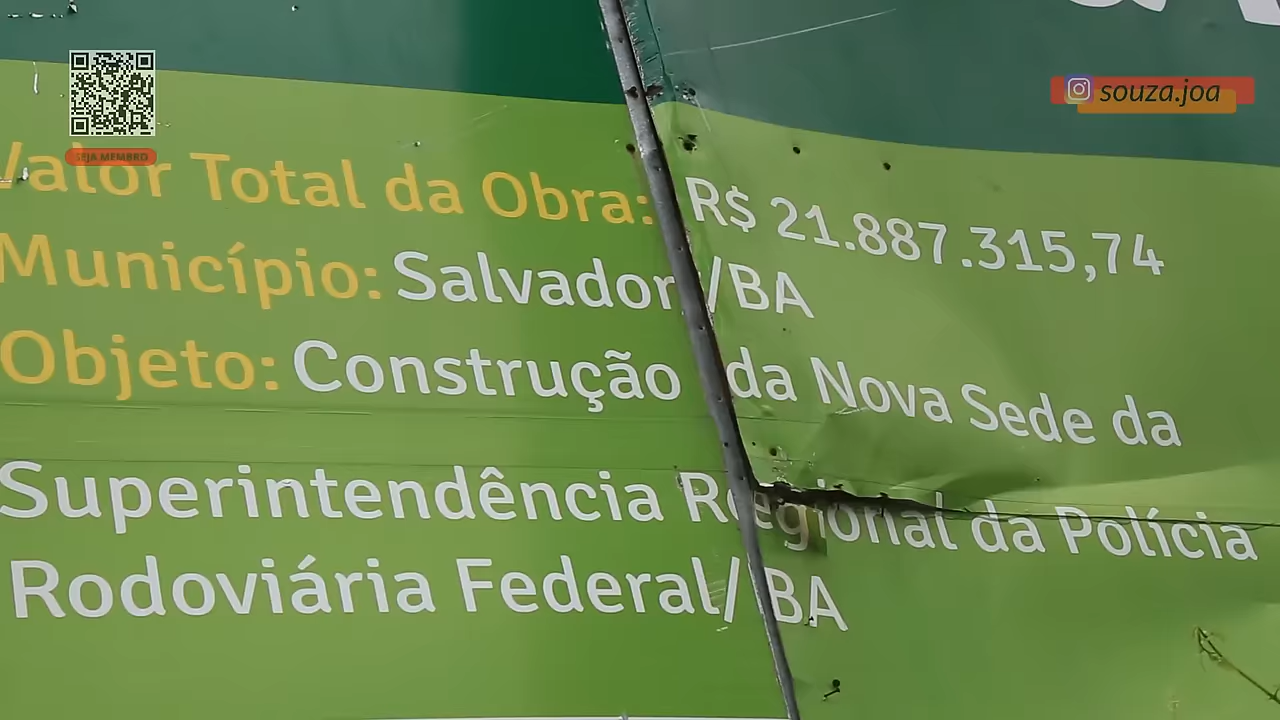 souza.joa
SEJA MEMBRO
Valor Total da Obra: R$ 21.887.315,74
Município: Salvador/BA
Objeto: Construção da Nova Sede da
Superintendência Regional da Polícia
Rodoviária Federal/BA